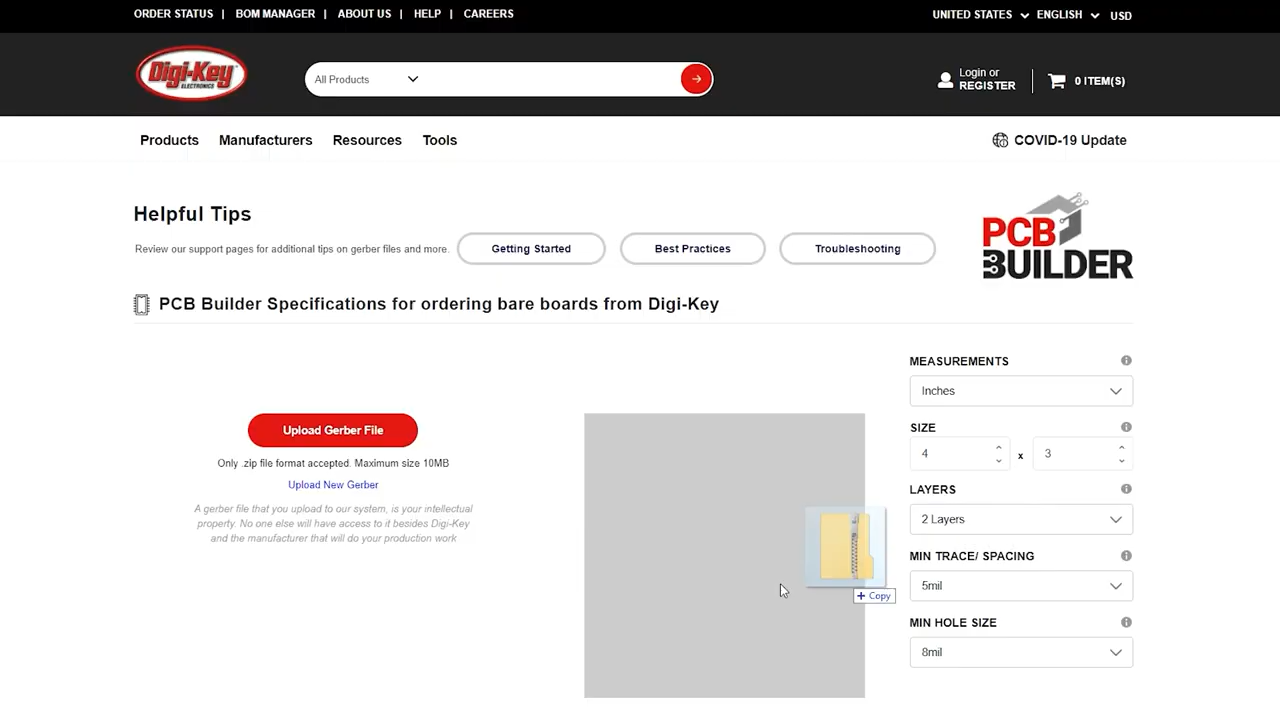 ORDER STATUS | BOM MANAGER | ABOUT US | HELP | CAREERS
UNITED STATES ENGLISH USD
Digi-Key
ELECTRONICS
All Products
Login or
REGISTER
0 ITEM(S)
Products Manufacturers Resources Tools
COVID-19 Update
Helpful Tips
Review our support pages for additional tips on gerber files and more.
Getting Started
Best Practices
Troubleshooting
PCB
BUILDER
PCB Builder Specifications for ordering bare boards from Digi-Key
Upload Gerber File
Only .zip file format accepted. Maximum size 10MB
Upload New Gerber
A gerber file that you upload to our system, is your intellectual
property. No one else will have access to it besides Digi-Key
and the manufacturer that will do your production work
+ Copy
MEASUREMENTS
Inches
SIZE
4 x 3
LAYERS
2 Layers
MIN TRACE/ SPACING
5mil
MIN HOLE SIZE
8mil